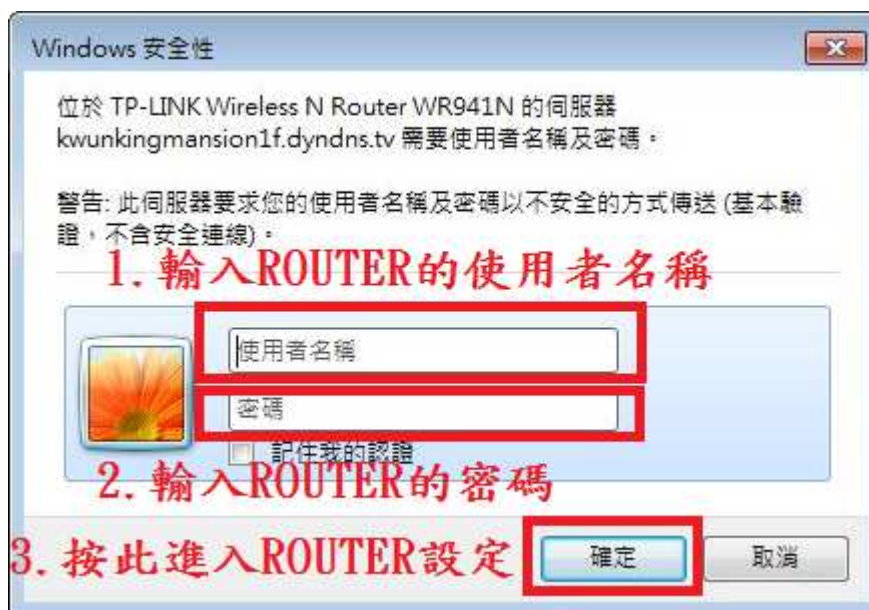 Windows 安全性
位於 TP-LINK Wireless N Router WR941N 的伺服器
kwunkingmansion1f.dyndns.tv 需要使用者名稱及密碼。
警告: 此伺服器要求您的使用者名稱及密碼以不安全的方式傳送 (基本驗
證，不含安全連線)。
1. 輸入ROUTER的使用者名稱
使用者名稱
密碼
記住我的認證
2. 輸入ROUTER的密碼
3. 按此進入ROUTER設定
確定
取消